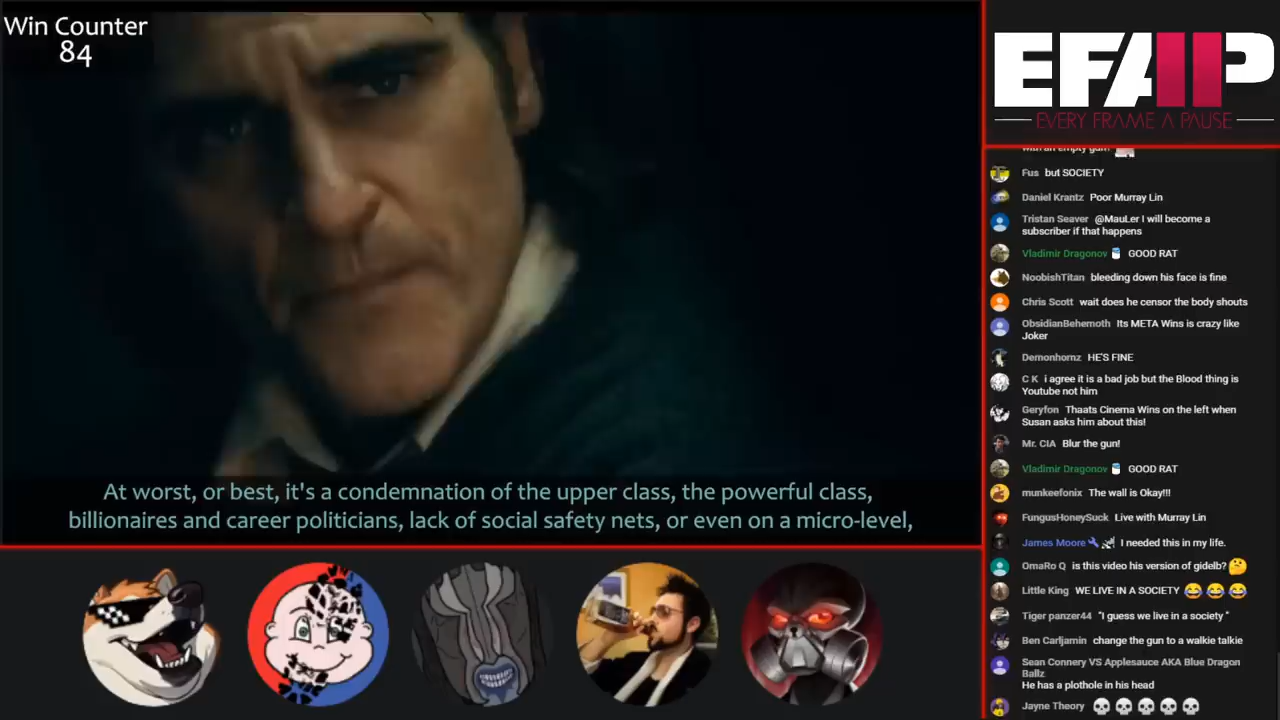 Win Counter
84
At worst, or best, it's a condemnation of the upper class, the powerful class,
billionaires and career politicians, lack of social safety nets, or even on a micro-level,
EFAP
EVERY FRAME A PAUSE
with an empty gun?
Fus but SOCIETY
Daniel Krantz Poor Murray Lin
Tristan Seaver @MauLer I will become a
subscriber if that happens
Vladimir Dragonov GOOD RAT
NoobishTitan bleeding down his face is fine
Chris Scott wait does he censor the body shouts
ObsidianBehemoth Its META Wins is crazy like
Joker
Demonhornz HE'S FINE
C K i agree it is a bad job but the Blood thing is
Youtube not him
Geryfon Thaats Cinema Wins on the left when
Susan asks him about this!
Mr. CIA Blur the gun!
Vladimir Dragonov GOOD RAT
munkeefonix The wall is Okay!!!
FungusHoneySuck Live with Murray Lin
James Moore I needed this in my life.
OmaRo Q is this video his version of gidelb?
Little King WE LIVE IN A SOCIETY
Tiger panzer44 "I guess we live in a society "
Ben Carljamin change the gun to a walkie talkie
Sean Connery VS Applesauce AKA Blue Dragon
Ballz
He has a plothole in his head
Jayne Theory